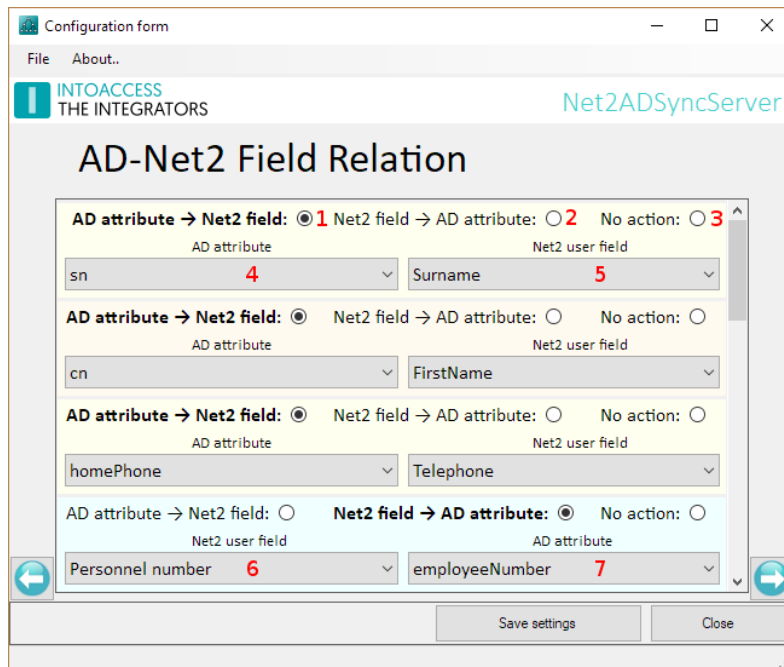 Configuration form
File About..
INTOACCESS
THE INTEGRATORS
Net2ADSyncServer
AD-Net2 Field Relation
AD attribute → Net2 field: 1 Net2 field → AD attribute: 2 No action: 3
AD attribute Net2 user field
sn 4 Surname 5
AD attribute → Net2 field: Net2 field → AD attribute: No action:
AD attribute Net2 user field
cn FirstName
AD attribute → Net2 field: Net2 field → AD attribute: No action:
AD attribute Net2 user field
homePhone Telephone
AD attribute → Net2 field: Net2 field → AD attribute: No action:
Net2 user field AD attribute
Personnel number 6 employeeNumber 7
Save settings Close